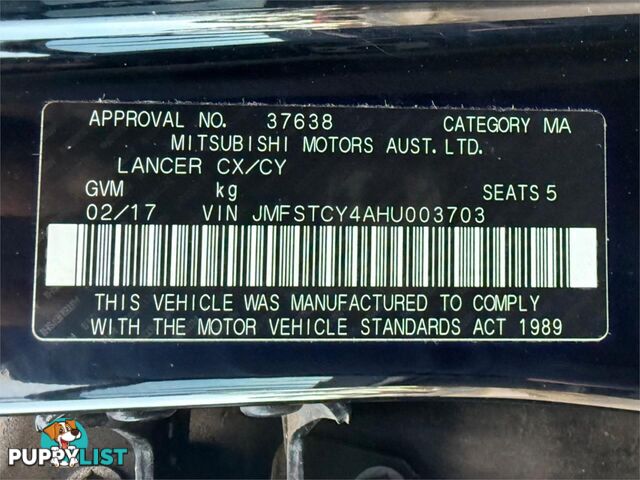 APPROVAL NO. 37638 CATEGORY MA
MITSUBISHI MOTORS AUST. LTD.
LANCER CX/CY
GVM kg SEATS 5
02/17 VIN JMFSTCY4AHU003703
THIS VEHICLE WAS MANUFACTURED TO COMPLY
WITH THE MOTOR VEHICLE STANDARDS ACT 1989
PUPPYLIST